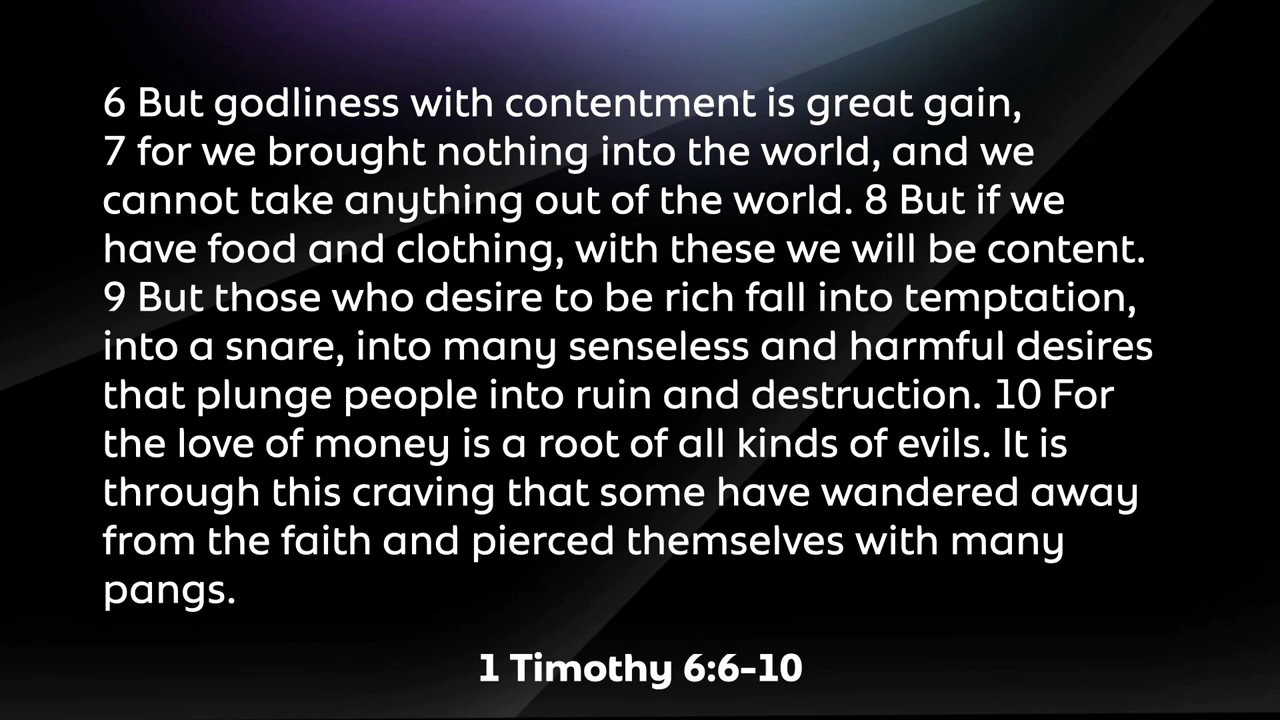 6 But godliness with contentment is great gain,
7 for we brought nothing into the world, and we
cannot take anything out of the world. 8 But if we
have food and clothing, with these we will be content.
9 But those who desire to be rich fall into temptation,
into a snare, into many senseless and harmful desires
that plunge people into ruin and destruction. 10 For
the love of money is a root of all kinds of evils. It is
through this craving that some have wandered away
from the faith and pierced themselves with many
pangs.
1 Timothy 6:6-10